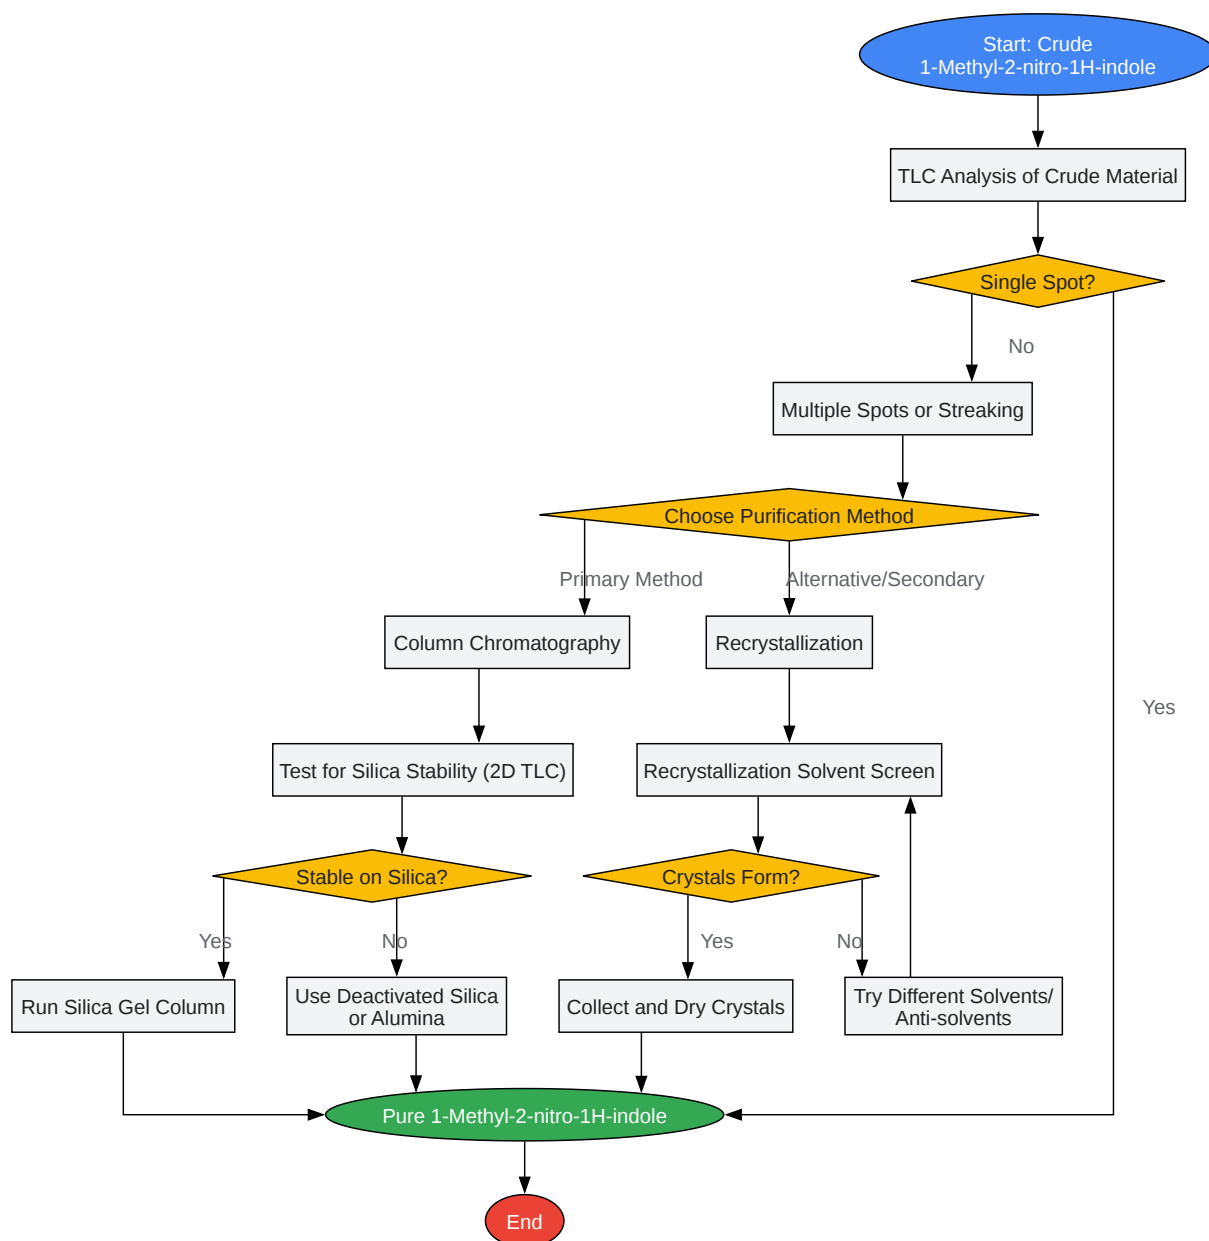 Start: Crude
1-Methyl-2-nitro-1H-indole
TLC Analysis of Crude Material
Single Spot?
No
Multiple Spots or Streaking
Choose Purification Method
Primary Method
Alternative/Secondary
Column Chromatography
Recrystallization
Yes
Test for Silica Stability (2D TLC)
Recrystallization Solvent Screen
Stable on Silica?
Crystals Form?
Yes
No
Yes
No
Run Silica Gel Column
Use Deactivated Silica
or Alumina
Collect and Dry Crystals
Try Different Solvents/
Anti-solvents
Pure 1-Methyl-2-nitro-1H-indole
End